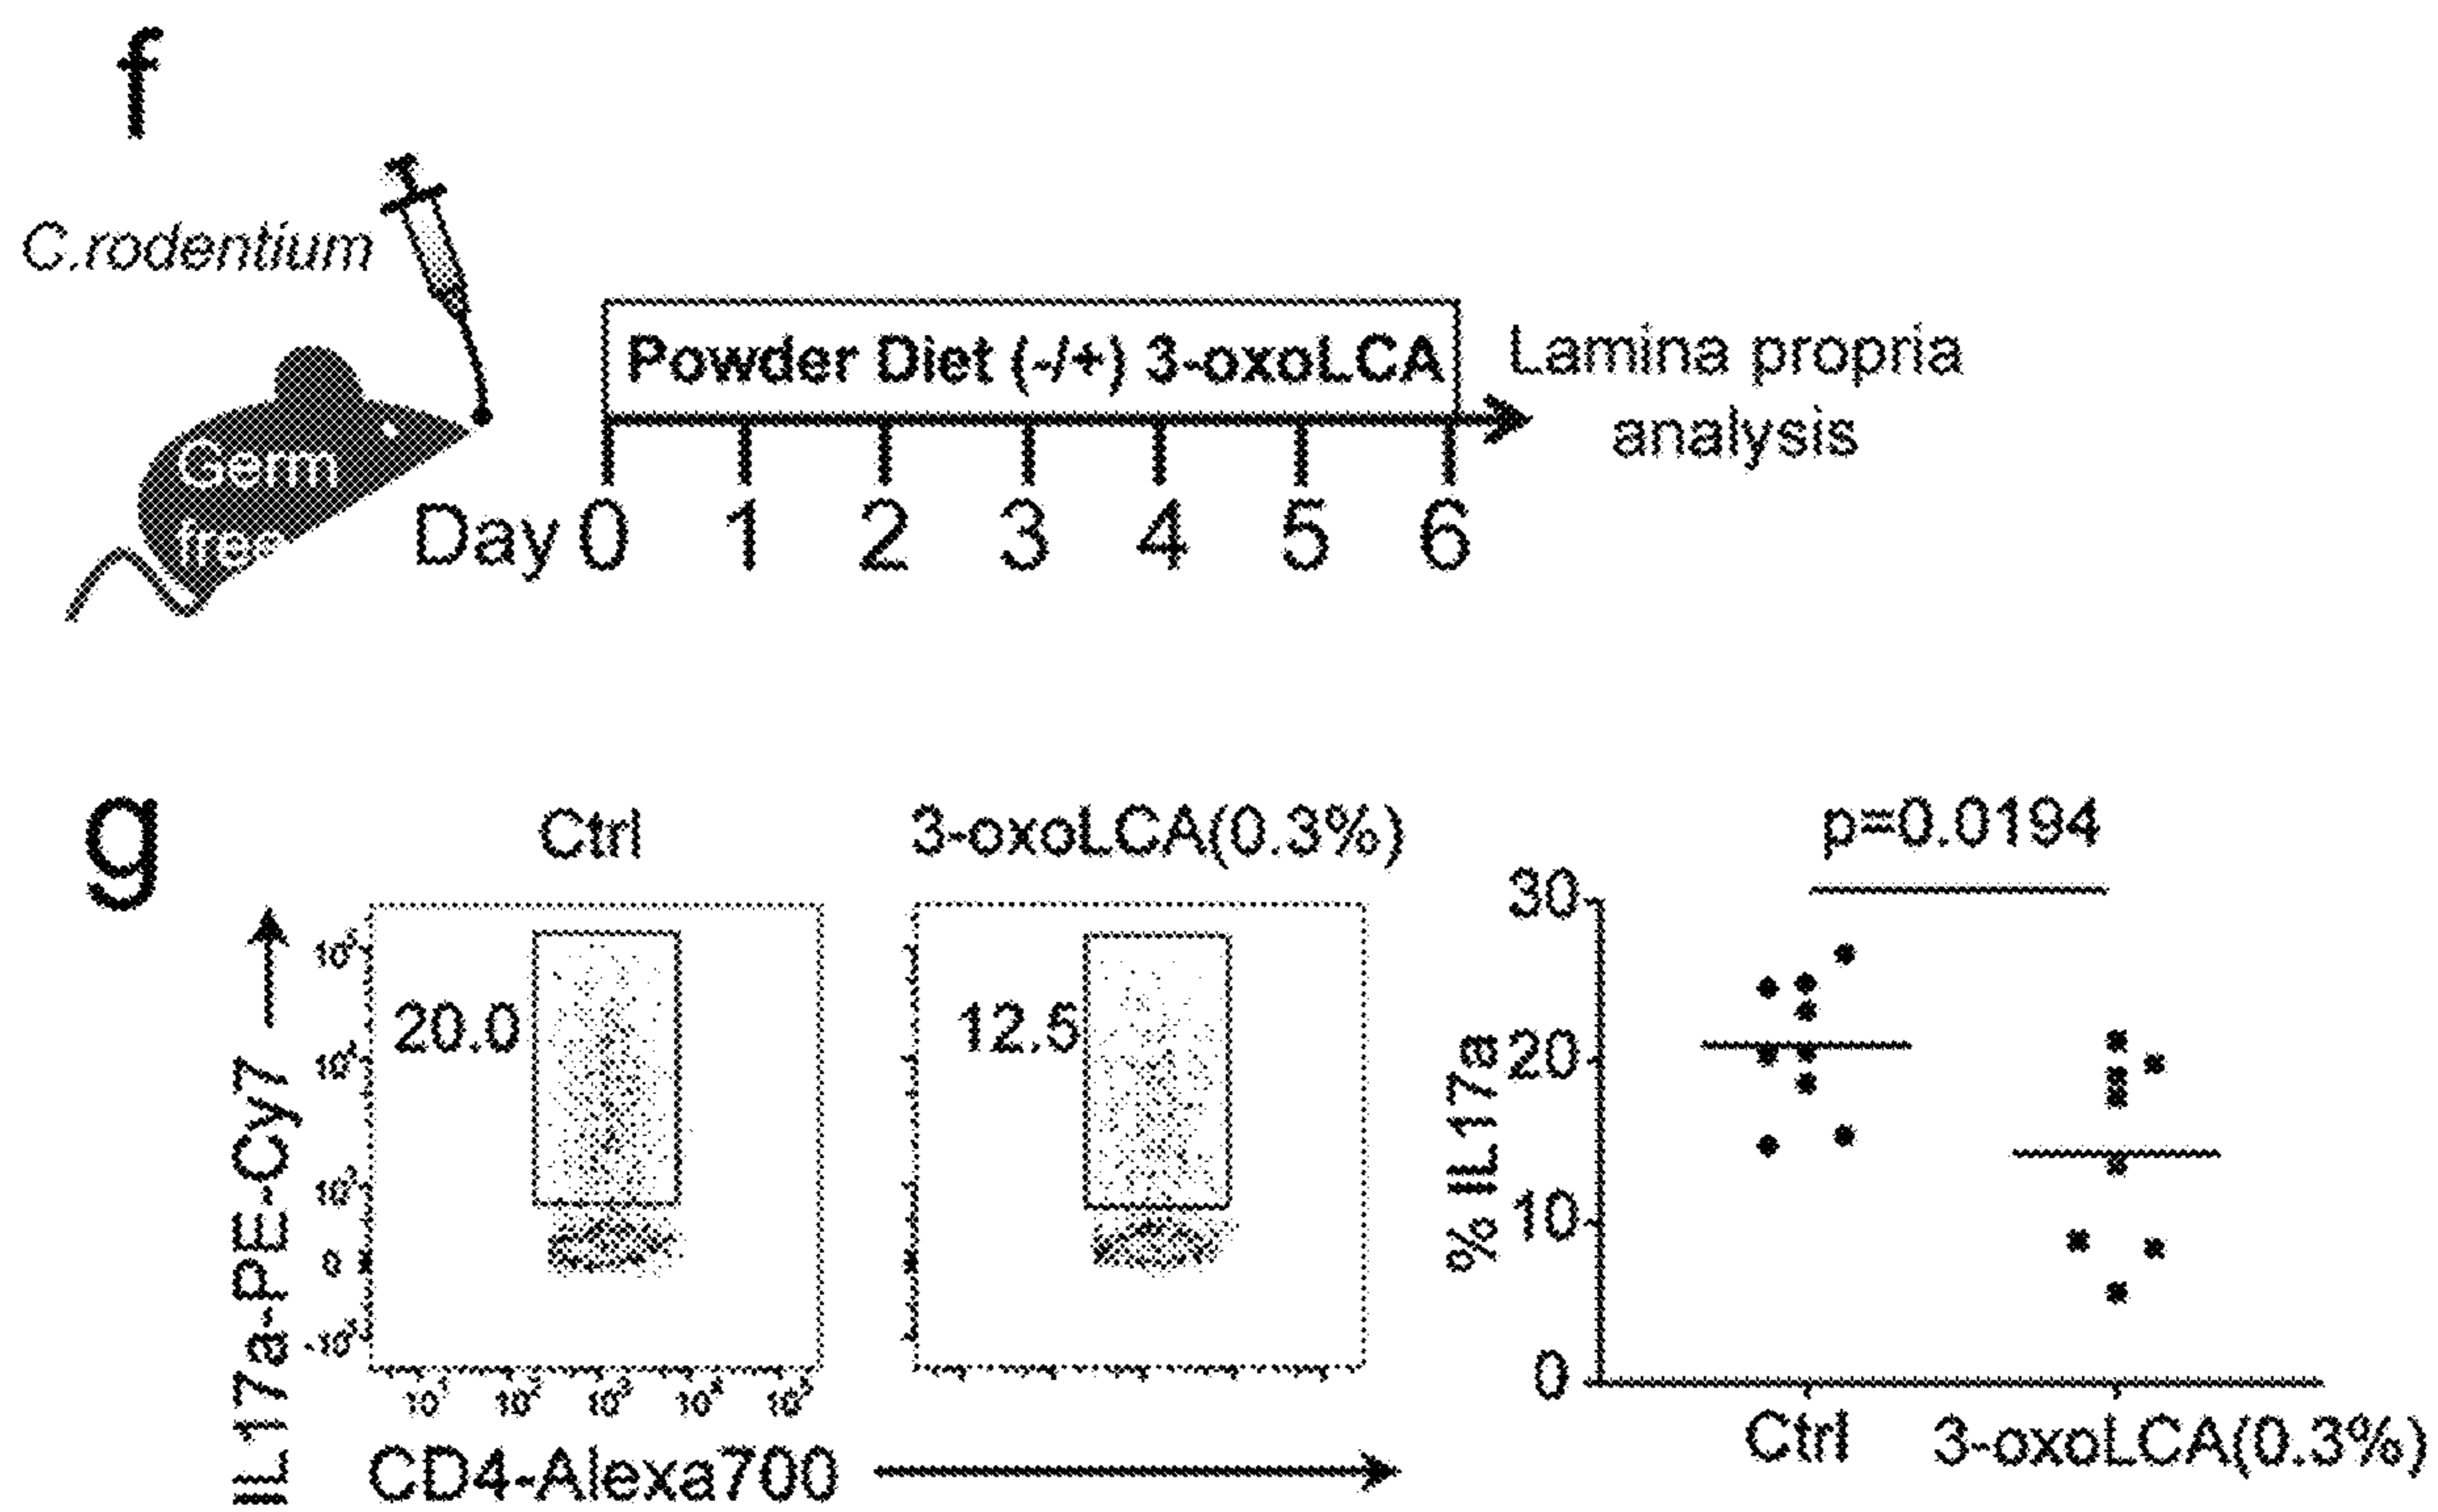 f
C.rodentium
Germ
free
Powder Diet (-/+) 3-oxoLCA
Lamina propria
analysis
Day 0 1 2 3 4 5 6
g
Ctrl
3-oxoLCA(0.3%)
p=0.0194
IL17a-PE-Cy7
20.0
12.5
0
CD4-Alexa700
% IL17a
30
20
10
0
Ctrl
3-oxoLCA(0.3%)